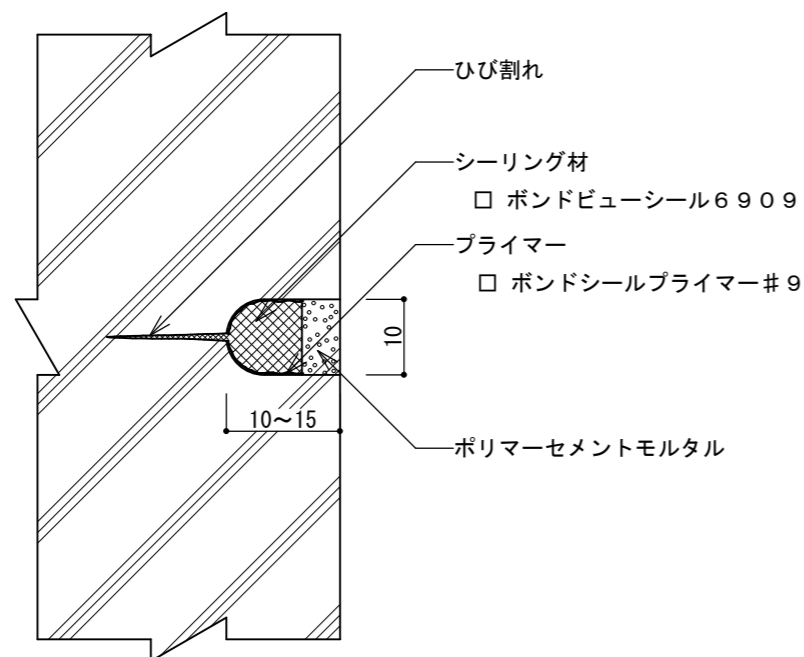 ひび割れ
シーリング材
□ ボンドビューシール６９０９
プライマー
□ ボンドシールプライマー＃９
10
10～15
ポリマーセメントモルタル